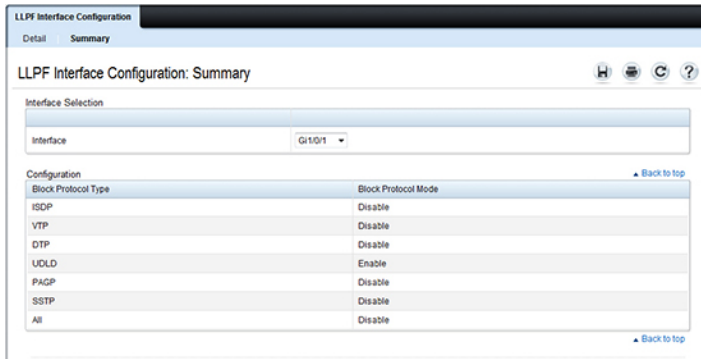 LLPF Interface Configuration
Detail Summary
LLPF Interface Configuration: Summary
Interface Selection
Interface Gi1/0/1
Configuration Back to top
Block Protocol Type Block Protocol Mode
ISDP Disable
VTP Disable
DTP Disable
UDLD Enable
PAGP Disable
SSTP Disable
All Disable
Back to top